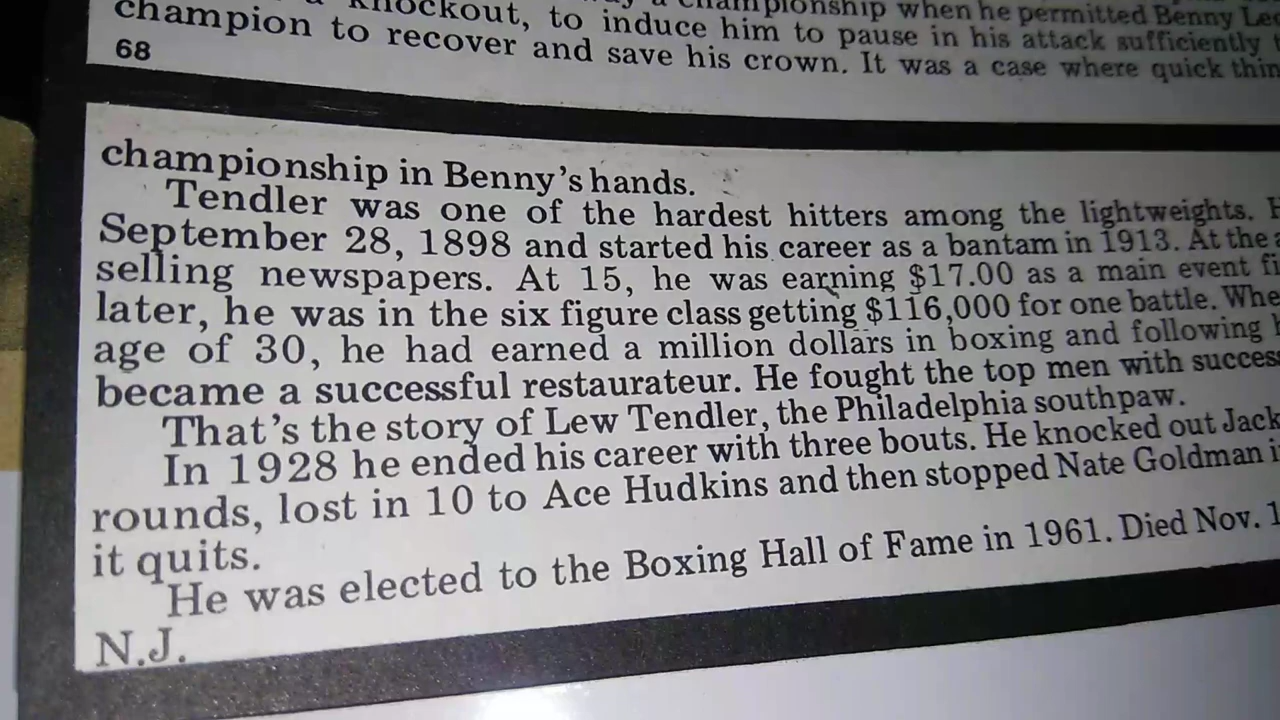 knockout, to induce him to pause in his attack sufficiently
a championship when he permitted Benny
champion to recover and save his crown. It was a case where quick
68
championship in Benny's hands.
Tendler was one of the hardest hitters among the lightweights.
September 28, 1898 and started his career as a bantam in 1913. At the
selling newspapers. At 15, he was earning $17.00 as a main event
later, he was in the six figure class getting $116,000 for one battle.
age of 30, he had earned a million dollars in boxing and following
became a successful restaurateur. He fought the top men with
That's the story of Lew Tendler, the Philadelphia southpaw.
In 1928 he ended his career with three bouts. He knocked out Jack
rounds, lost in 10 to Ace Hudkins and then stopped Nate Goldman
it quits.
He was elected to the Boxing Hall of Fame in 1961. Died Nov.
N.J.